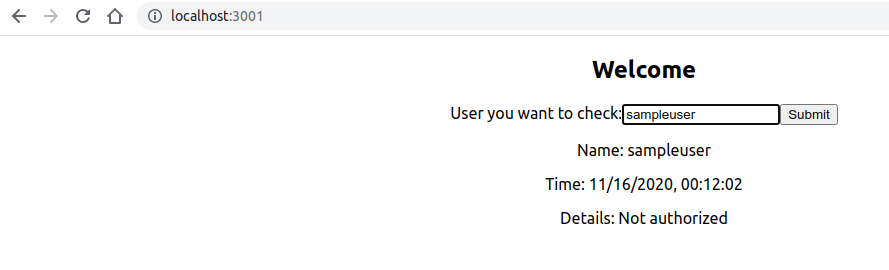 localhost:3001
Welcome
User you want to check:sampleuser Submit
Name: sampleuser
Time: 11/16/2020, 00:12:02
Details: Not authorized